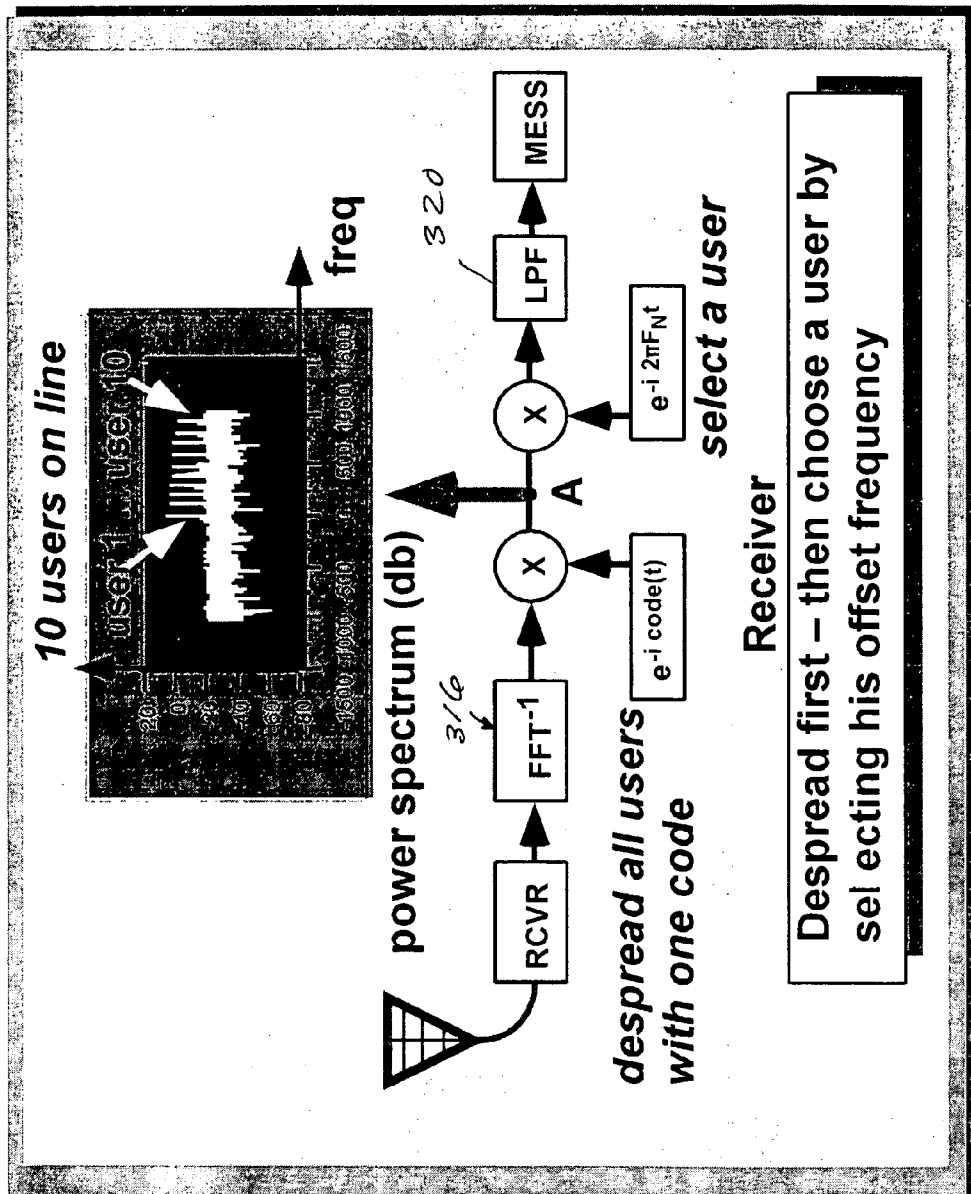 10 users on line
user 1 … user 10
freq
power spectrum (db)
316
320
RCVR
FFT⁻¹
X
A
X
LPF
MESS
e⁻ⁱ code(t)
e⁻ⁱ 2πF_Nt
despread all users
with one code
select a user
Receiver
Despread first – then choose a user by
sel ecting his offset frequency